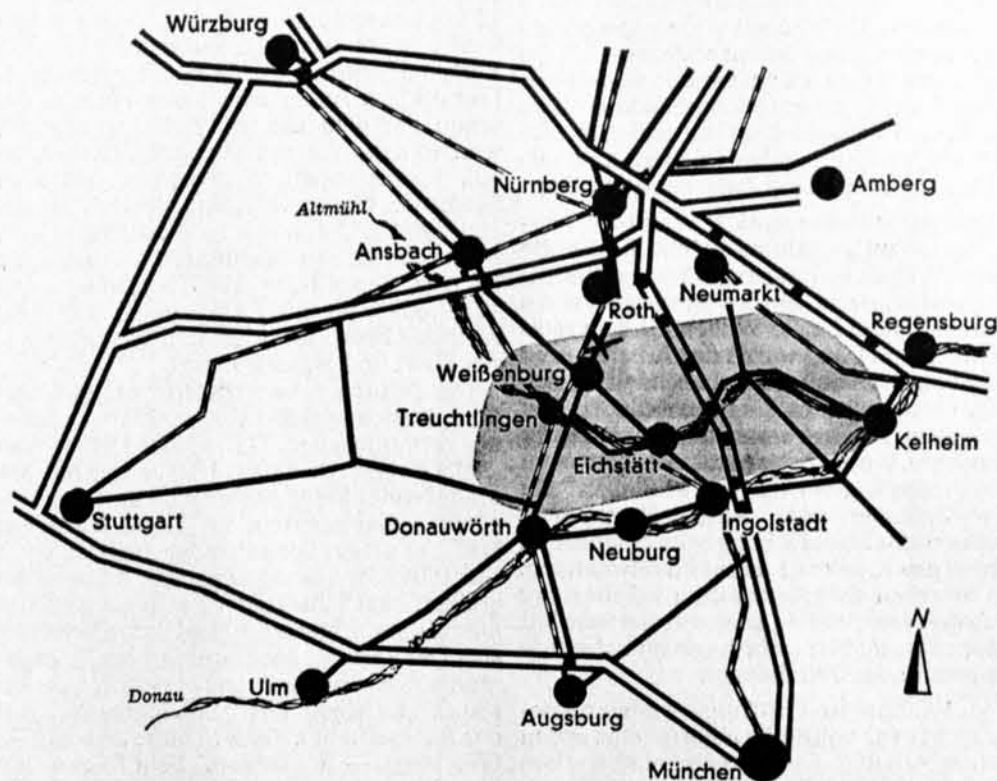 Würzburg
Nürnberg
Amberg
Altmühl
Ansbach
Neumarkt
Roth
Regensburg
Weißenburg
Treuchtlingen
Kelheim
Eichstätt
Stuttgart
Donauwörth
Ingolstadt
Neuburg
N
Donau
Ulm
Augsburg
München